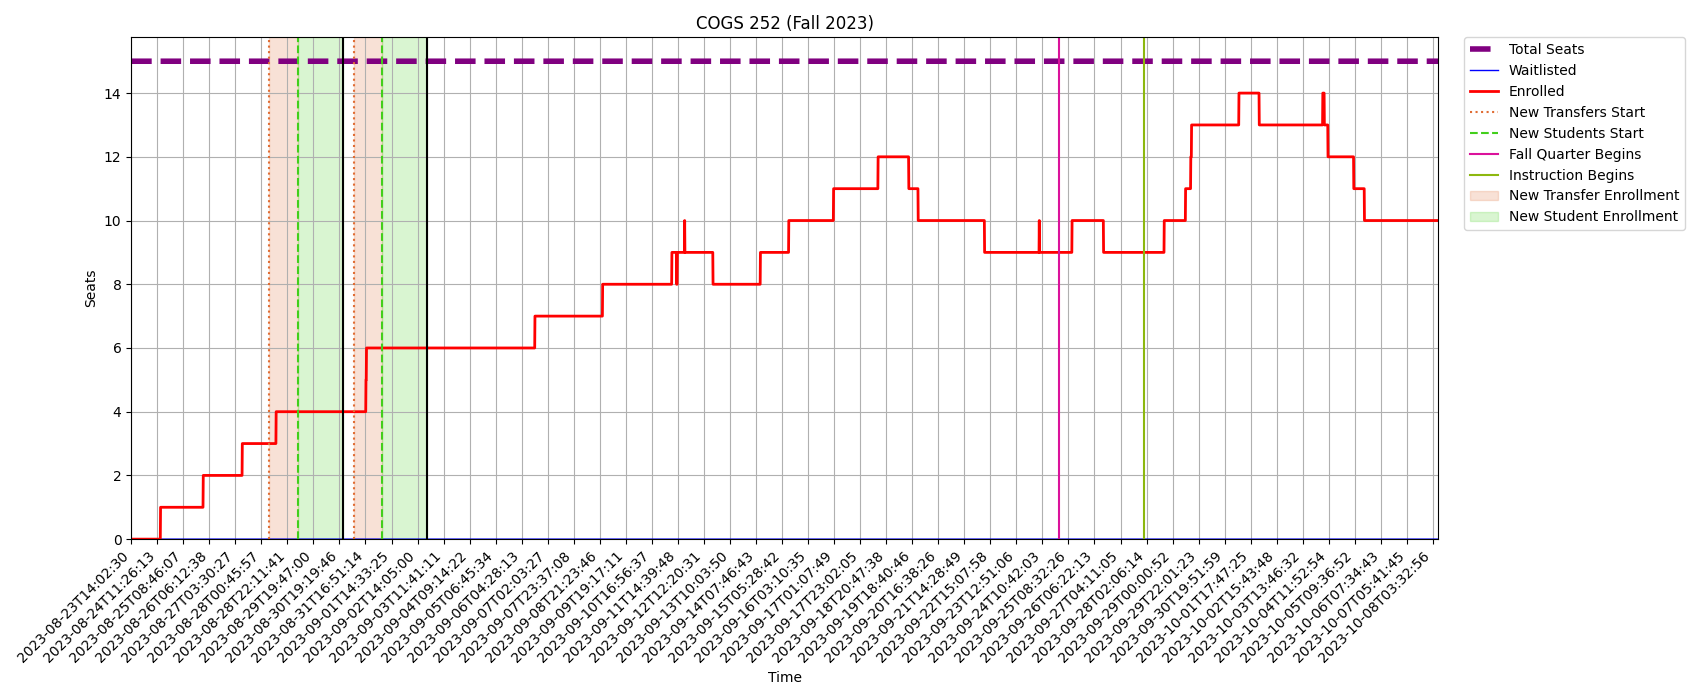 COGS 252 (Fall 2023)
Total Seats
Waitlisted
Enrolled
New Transfers Start
New Students Start
Fall Quarter Begins
Instruction Begins
New Transfer Enrollment
New Student Enrollment
Seats
14
12
10
8
6
4
2
0
2023-08-23T14:02:30
2023-08-24T11:26:13
2023-08-25T08:46:07
2023-08-26T06:12:38
2023-08-27T03:30:27
2023-08-28T00:45:57
2023-08-28T22:11:41
2023-08-29T19:47:00
2023-08-30T19:19:46
2023-08-31T16:51:14
2023-09-01T14:33:25
2023-09-02T14:05:00
2023-09-03T11:41:11
2023-09-04T09:14:22
2023-09-05T06:45:34
2023-09-06T04:28:13
2023-09-07T02:03:27
2023-09-07T23:37:08
2023-09-08T21:23:46
2023-09-09T19:17:11
2023-09-10T16:56:37
2023-09-11T14:39:48
2023-09-12T12:20:31
2023-09-13T10:03:50
2023-09-14T07:46:43
2023-09-15T05:28:42
2023-09-16T03:10:35
2023-09-17T01:07:49
2023-09-17T23:02:05
2023-09-18T20:47:38
2023-09-19T18:40:46
2023-09-20T16:38:26
2023-09-21T14:28:49
2023-09-22T15:07:58
2023-09-23T12:51:06
2023-09-24T10:42:03
2023-09-25T08:32:26
2023-09-26T06:22:13
2023-09-27T04:11:05
2023-09-28T02:06:14
2023-09-29T00:00:52
2023-09-29T22:01:23
2023-09-30T19:51:59
2023-10-01T17:47:25
2023-10-02T15:43:48
2023-10-03T13:46:32
2023-10-04T11:52:54
2023-10-05T09:36:52
2023-10-06T07:34:43
2023-10-07T05:41:45
2023-10-08T03:32:56
Time